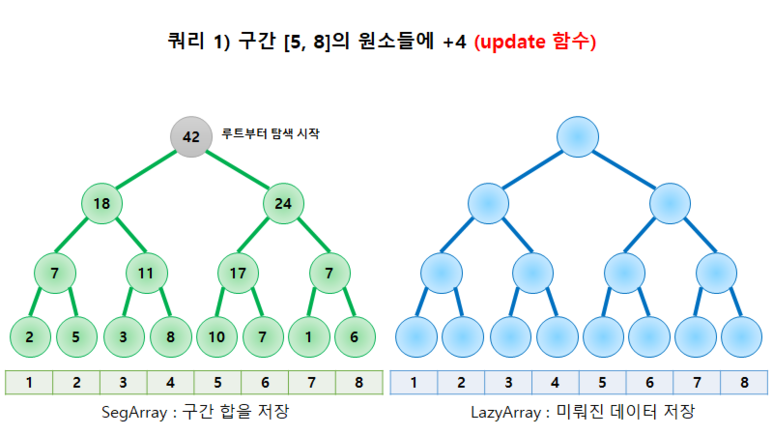 쿼리 1) 구간 [5, 8]의 원소들에 +4 (update 함수)
42 루트부터 탐색 시작
18 24
7 11 17 7
2 5 3 8 10 7 1 6
1 2 3 4 5 6 7 8 1 2 3 4 5 6 7 8
SegArray : 구간 합을 저장 LazyArray : 미뤄진 데이터 저장